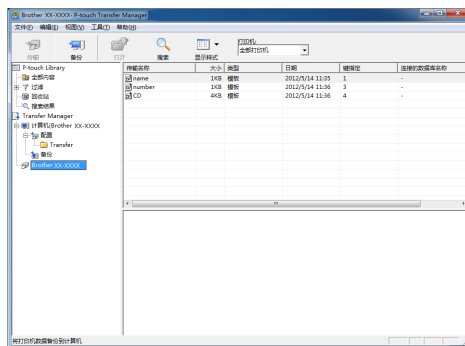 Brother XX-XXXX- P-touch Transfer Manager
文件(F) 编辑(E) 视图(V) 工具(T) 帮助(H)
传输 备份 打开 搜索 显示样式 打印机: 全部打印机
P-touch Library
全部内容
过滤
回收站
搜索结果
Transfer Manager
计算机/Brother XX-XXXX
配置
Transfer
备份
Brother XX-XXXX
传输名称 大小 类型 日期 键指定 连接的数据库名称
name 1KB 模板 2012/5/14 11:35 1 -
number 1KB 模板 2012/5/14 11:36 3 -
CD 4KB 模板 2012/5/14 11:36 4 -
将打印机数据备份到计算机